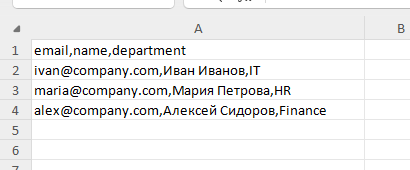 A B
1 email,name,department
2 ivan@company.com,Иван Иванов,IT
3 maria@company.com,Мария Петрова,HR
4 alex@company.com,Алексей Сидоров,Finance
5
6